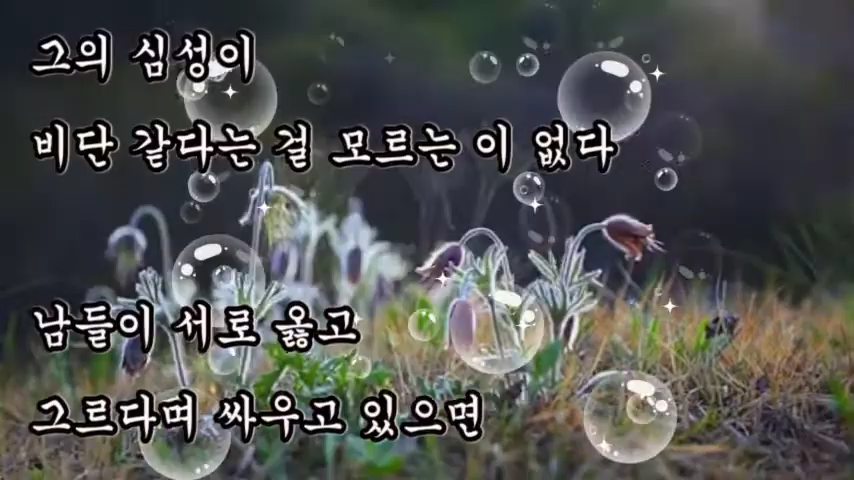 그의 심성이
비단 같다는 걸 모르는 이 없다
남들이 서로 옳고
그르다며 싸우고 있으면